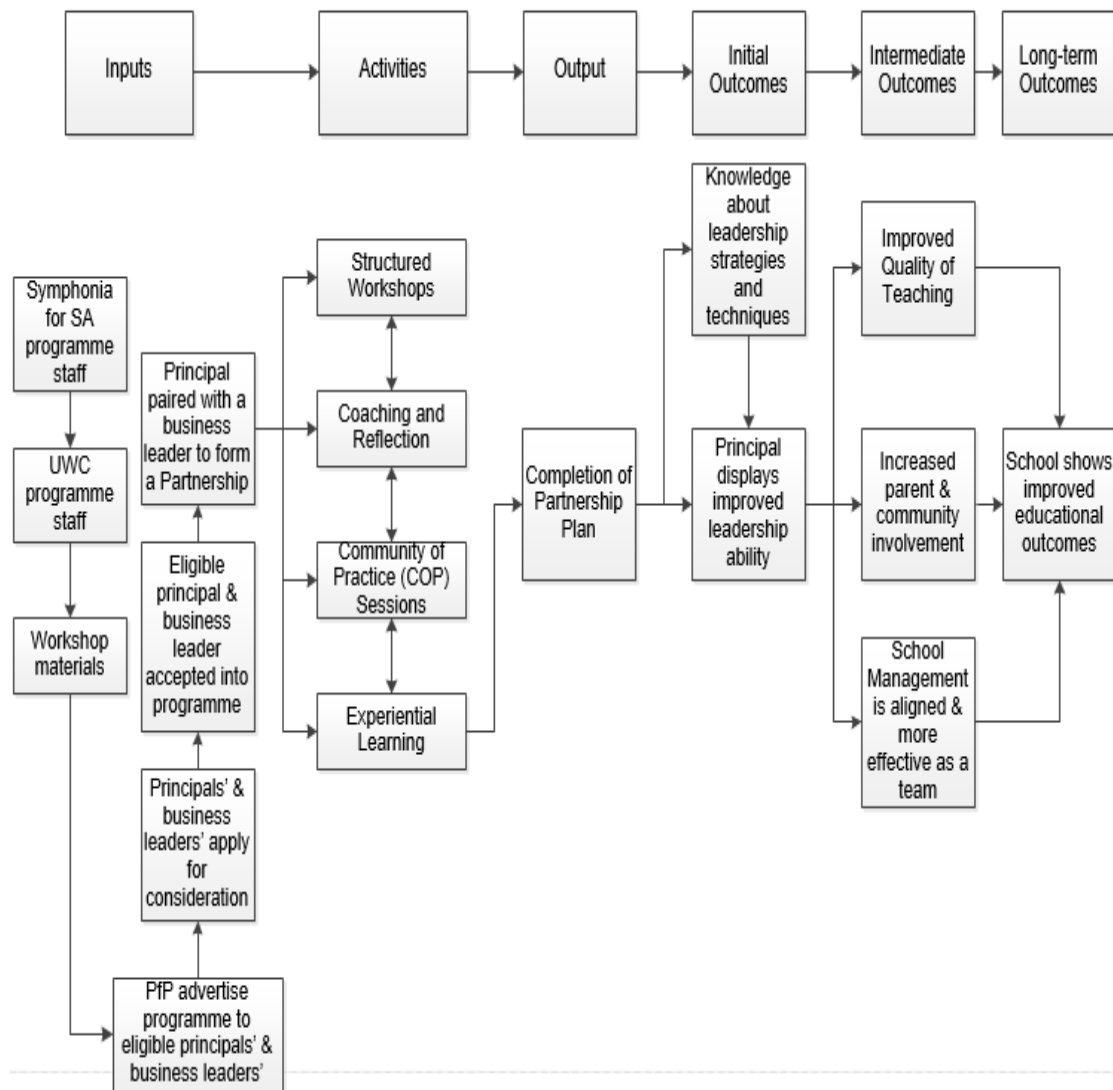 Inputs
Activities
Output
Initial
Outcomes
Intermediate
Outcomes
Long-term
Outcomes
Symphonia
for SA
programme
staff
UWC
programme
staff
Workshop
materials
PfP advertise
programme to
eligible principals' &
business leaders'
Principals' &
business
leaders' apply
for
consideration
Eligible
principal &
business
leader
accepted into
programme
Principal
paired with a
business
leader to form
a Partnership
Structured
Workshops
Coaching and
Reflection
Community of
Practice (COP)
Sessions
Experiential
Learning
Completion of
Partnership
Plan
Knowledge
about
leadership
strategies
and
techniques
Principal
displays
improved
leadership
ability
Improved
Quality of
Teaching
Increased
parent &
community
involvement
School
Management
is aligned &
more
effective as a
team
School shows
improved
educational
outcomes